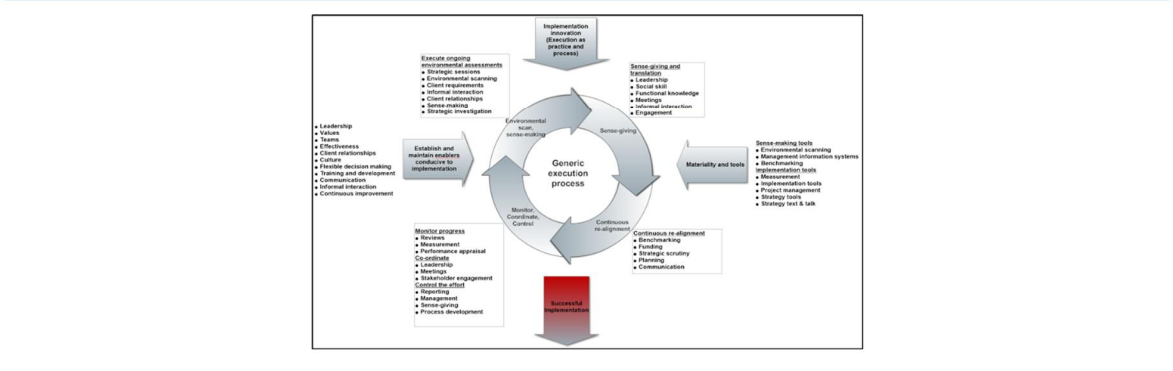 Implementation
innovation
(Execution as
practice and
process)
Execute ongoing
environmental assessments
● Strategic sessions
● Environmental scanning
● Client requirements
● Informal interaction
● Client relationships
● Sense-making
● Strategic investigation
Sense-giving and
translation
● Leadership
● Social skill
● Functional knowledge
● Meetings
● Informal interaction
● Engagement
● Leadership
● Values
● Teams
● Effectiveness
● Client relationships
● Culture
● Flexible decision making
● Training and development
● Communication
● Informal interaction
● Continuous improvement
Establish and
maintain enablers
conducive to
implementation
Environmental
scan,
sense-making
Sense-giving
Generic
execution
process
Monitor,
Coordinate,
Control
Continuous
re-alignment
Materiality and tools
Sense-making tools
● Environmental scanning
● Management information systems
● Benchmarking
Implementation tools
● Measurement
● Implementation tools
● Project management
● Strategy tools
● Strategy text & talk
Monitor progress
● Reviews
● Measurement
● Performance appraisal
Co-ordinate
● Leadership
● Meetings
● Stakeholder engagement
Control the effort
● Reporting
● Management
● Sense-giving
● Process development
Continuous re-alignment
● Benchmarking
● Funding
● Strategic scrutiny
● Planning
● Communication
Successful
implementation